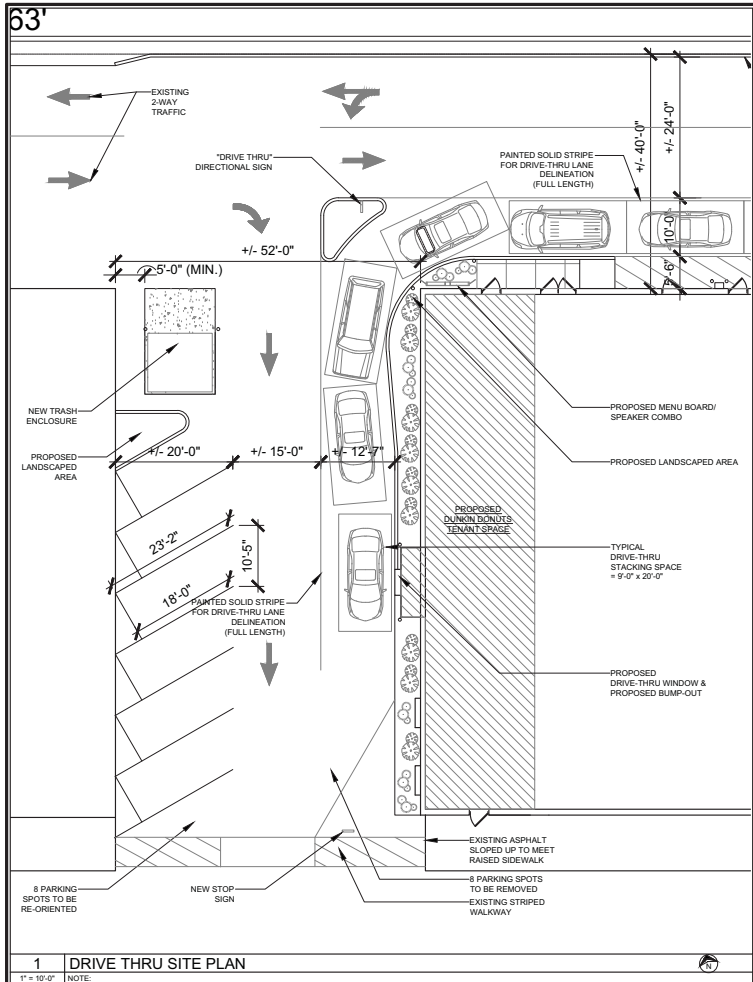 63'
EXISTING
2-WAY
TRAFFIC
"DRIVE THRU"
DIRECTIONAL SIGN
PAINTED SOLID STRIPE
FOR DRIVE-THRU LANE
DELINEATION
(FULL LENGTH)
+/- 40'-0"
+/- 24'-0"
10'-0"
+/- 52'-0"
5'-0" (MIN.)
NEW TRASH
ENCLOSURE
PROPOSED
LANDSCAPED
AREA
+/- 20'-0"
+/- 15'-0"
+/- 12'-7"
PROPOSED MENU BOARD/
SPEAKER COMBO
PROPOSED LANDSCAPED AREA
PROPOSED
DUNKIN DONUTS
TENANT SPACE
23'-2"
10'-5"
18'-0"
PAINTED SOLID STRIPE
FOR DRIVE-THRU LANE
DELINEATION
(FULL LENGTH)
TYPICAL
DRIVE-THRU
STACKING SPACE
= 9'-0" x 20'-0"
PROPOSED
DRIVE-THRU WINDOW &
PROPOSED BUMP-OUT
EXISTING ASPHALT
SLOPED UP TO MEET
RAISED SIDEWALK
8 PARKING
SPOTS TO BE
RE-ORIENTED
NEW STOP
SIGN
8 PARKING SPOTS
TO BE REMOVED
EXISTING STRIPED
WALKWAY
1 DRIVE THRU SITE PLAN
N
1" = 10'-0" NOTE: